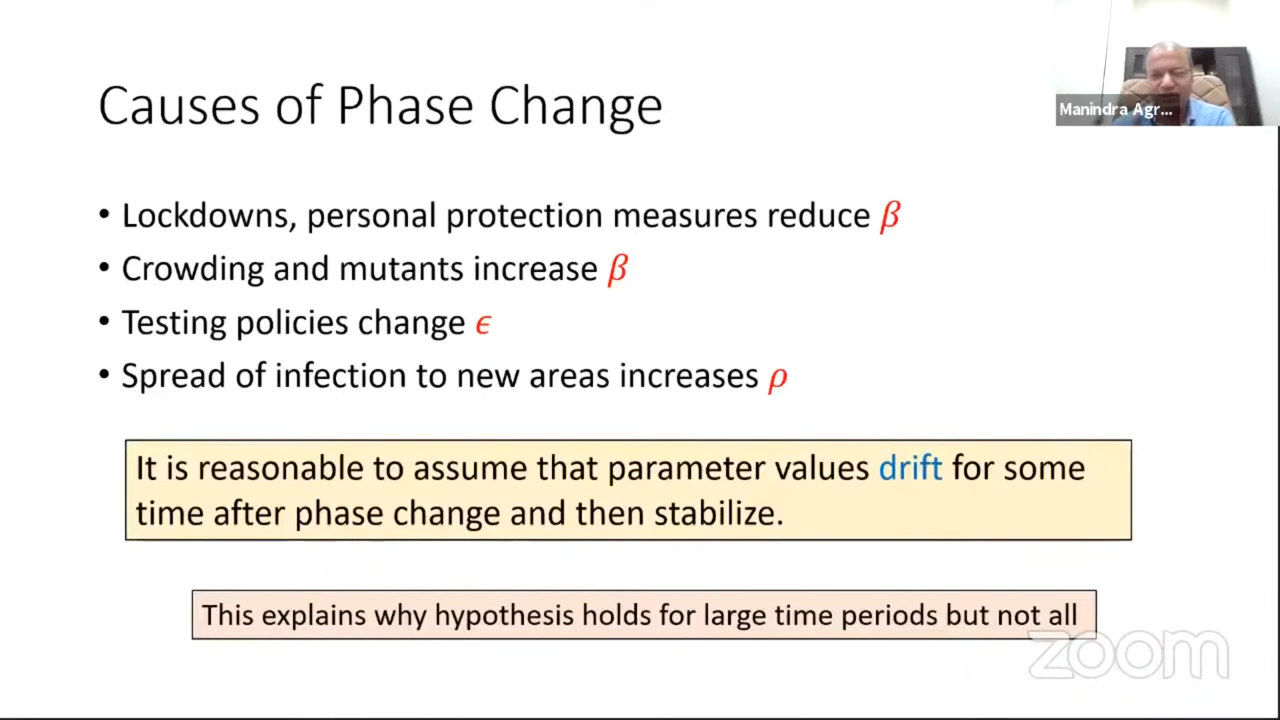 Manindra Agr...
Causes of Phase Change
• Lockdowns, personal protection measures reduce β
• Crowding and mutants increase β
• Testing policies change ϵ
• Spread of infection to new areas increases ρ
It is reasonable to assume that parameter values drift for some
time after phase change and then stabilize.
This explains why hypothesis holds for large time periods but not all
zoom